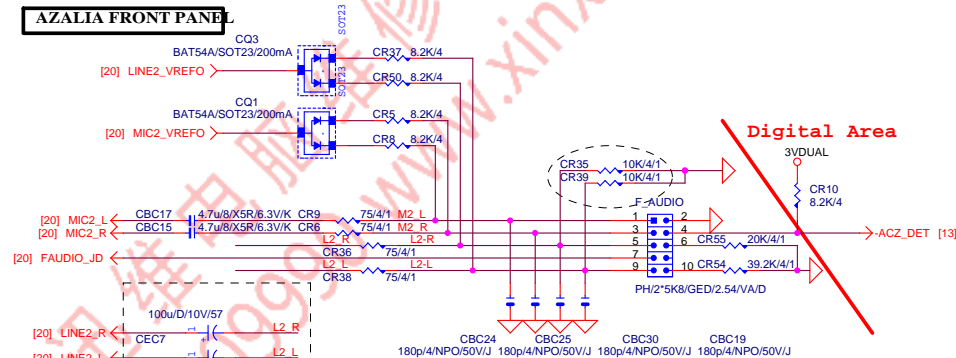 AZALIA FRONT PANEL
SOT23
CQ3
BAT54A/SOT23/200mA
[20] LINE2_VREFO
CR37 8.2K/4
CR50 8.2K/4
SOT23
CQ1
BAT54A/SOT23/200mA
[20] MIC2_VREFO
CR5 8.2K/4
CR8 8.2K/4
Digital Area
3VDUAL
CR35 10K/4/1
CR39 10K/4/1
CR10
8.2K/4
F_AUDIO
[20] MIC2_L CBC17 4.7u/8/X5R/6.3V/K CR9 75/4/1 M2_L
[20] MIC2_R CBC15 4.7u/8/X5R/6.3V/K CR6 75/4/1 M2_R
1 2
3 4
-ACZ_DET [13]
L2_R L2-R
5 6 CR55 20K/4/1
CR36 75/4/1
[20] FAUDIO_JD
7
L2_L L2-L
9 10 CR54 39.2K/4/1
CR38 75/4/1
PH/2*5K8/GED/2.54/VA/D
100u/D/10V/57
[20] LINE2_R 1 L2_R
CEC7 +
[20] LINE2_L 1 L2_L
CBC24 CBC25 CBC30 CBC19
180p/4/NPO/50V/J 180p/4/NPO/50V/J 180p/4/NPO/50V/J 180p/4/NPO/50V/J